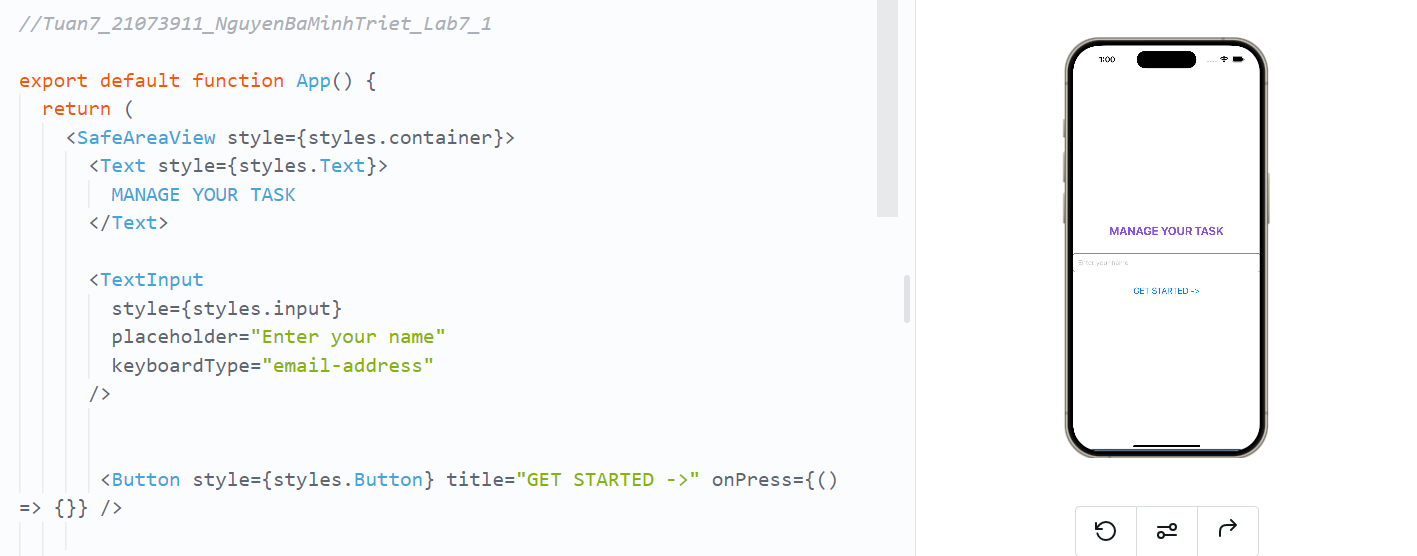 //Tuan7_21073911_NguyenBaMinhTriet_Lab7_1
export default function App() {
return (
<SafeAreaView style={styles.container}>
<Text style={styles.Text}>
MANAGE YOUR TASK
</Text>
<TextInput
style={styles.input}
placeholder="Enter your name"
keyboardType="email-address"
/>
<Button style={styles.Button} title="GET STARTED ->" onPress={()
=> {}} />
1:00
MANAGE YOUR TASK
Enter your name
GET STARTED ->